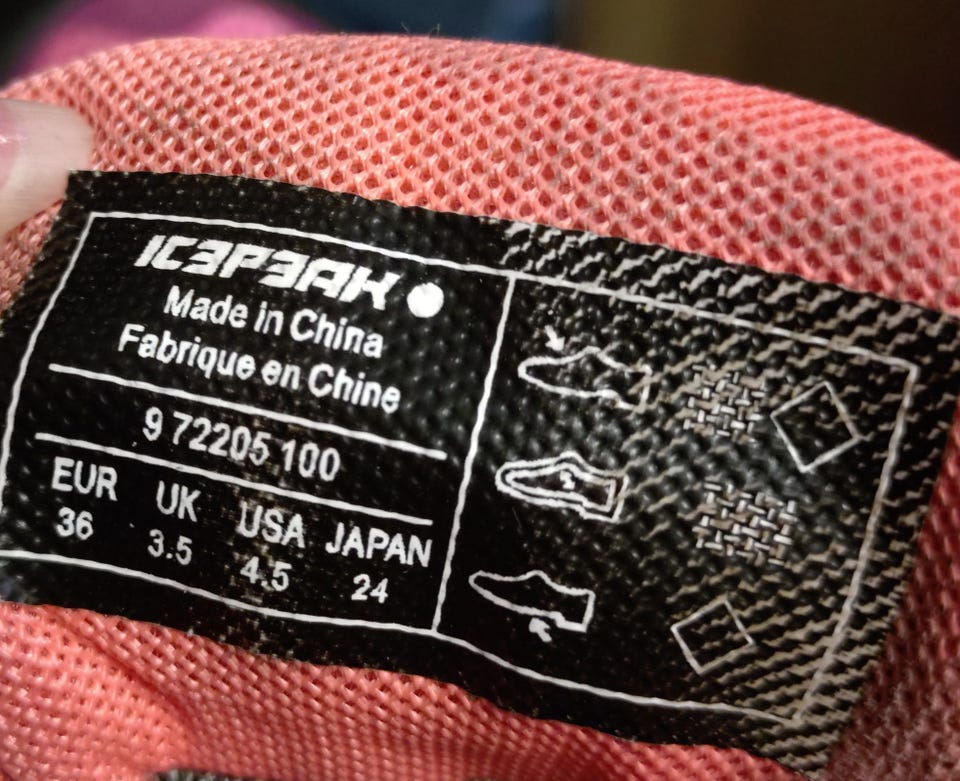 ICEPEAK
Made in China
Fabrique en Chine
9 72205 100
EUR UK USA JAPAN
36 3.5 4.5 24